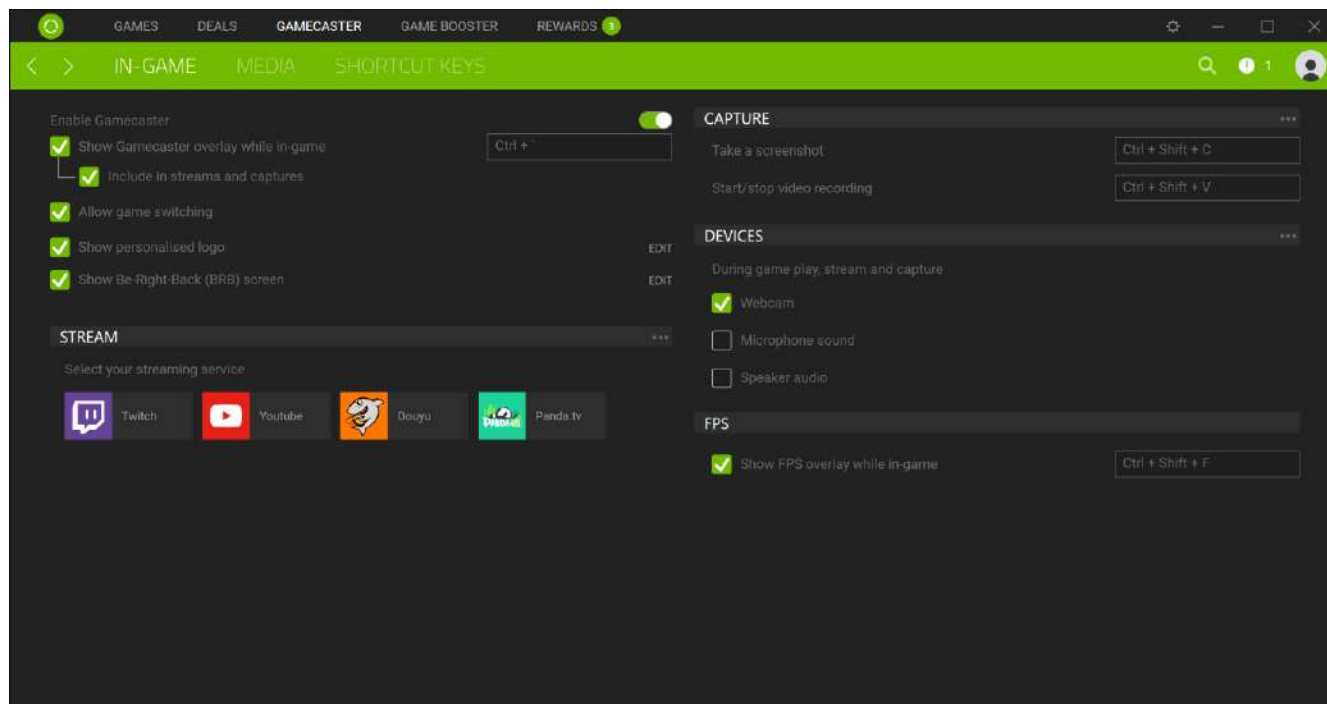 GAMES DEALS GAMECASTER GAME BOOSTER REWARDS 3
IN-GAME MEDIA SHORTCUT KEYS 1
Enable Gamecaster
Show Gamecaster overlay while in-game Ctrl + `
Include in streams and captures
Allow game switching
Show personalised logo EDIT
Show Be-Right-Back (BRB) screen EDIT
STREAM
Select your streaming service
Twitch Youtube Douyu Panda.tv
CAPTURE
Take a screenshot Ctrl + Shift + C
Start/stop video recording Ctrl + Shift + V
DEVICES
During game play, stream and capture
Webcam
Microphone sound
Speaker audio
FPS
Show FPS overlay while in-game Ctrl + Shift + F